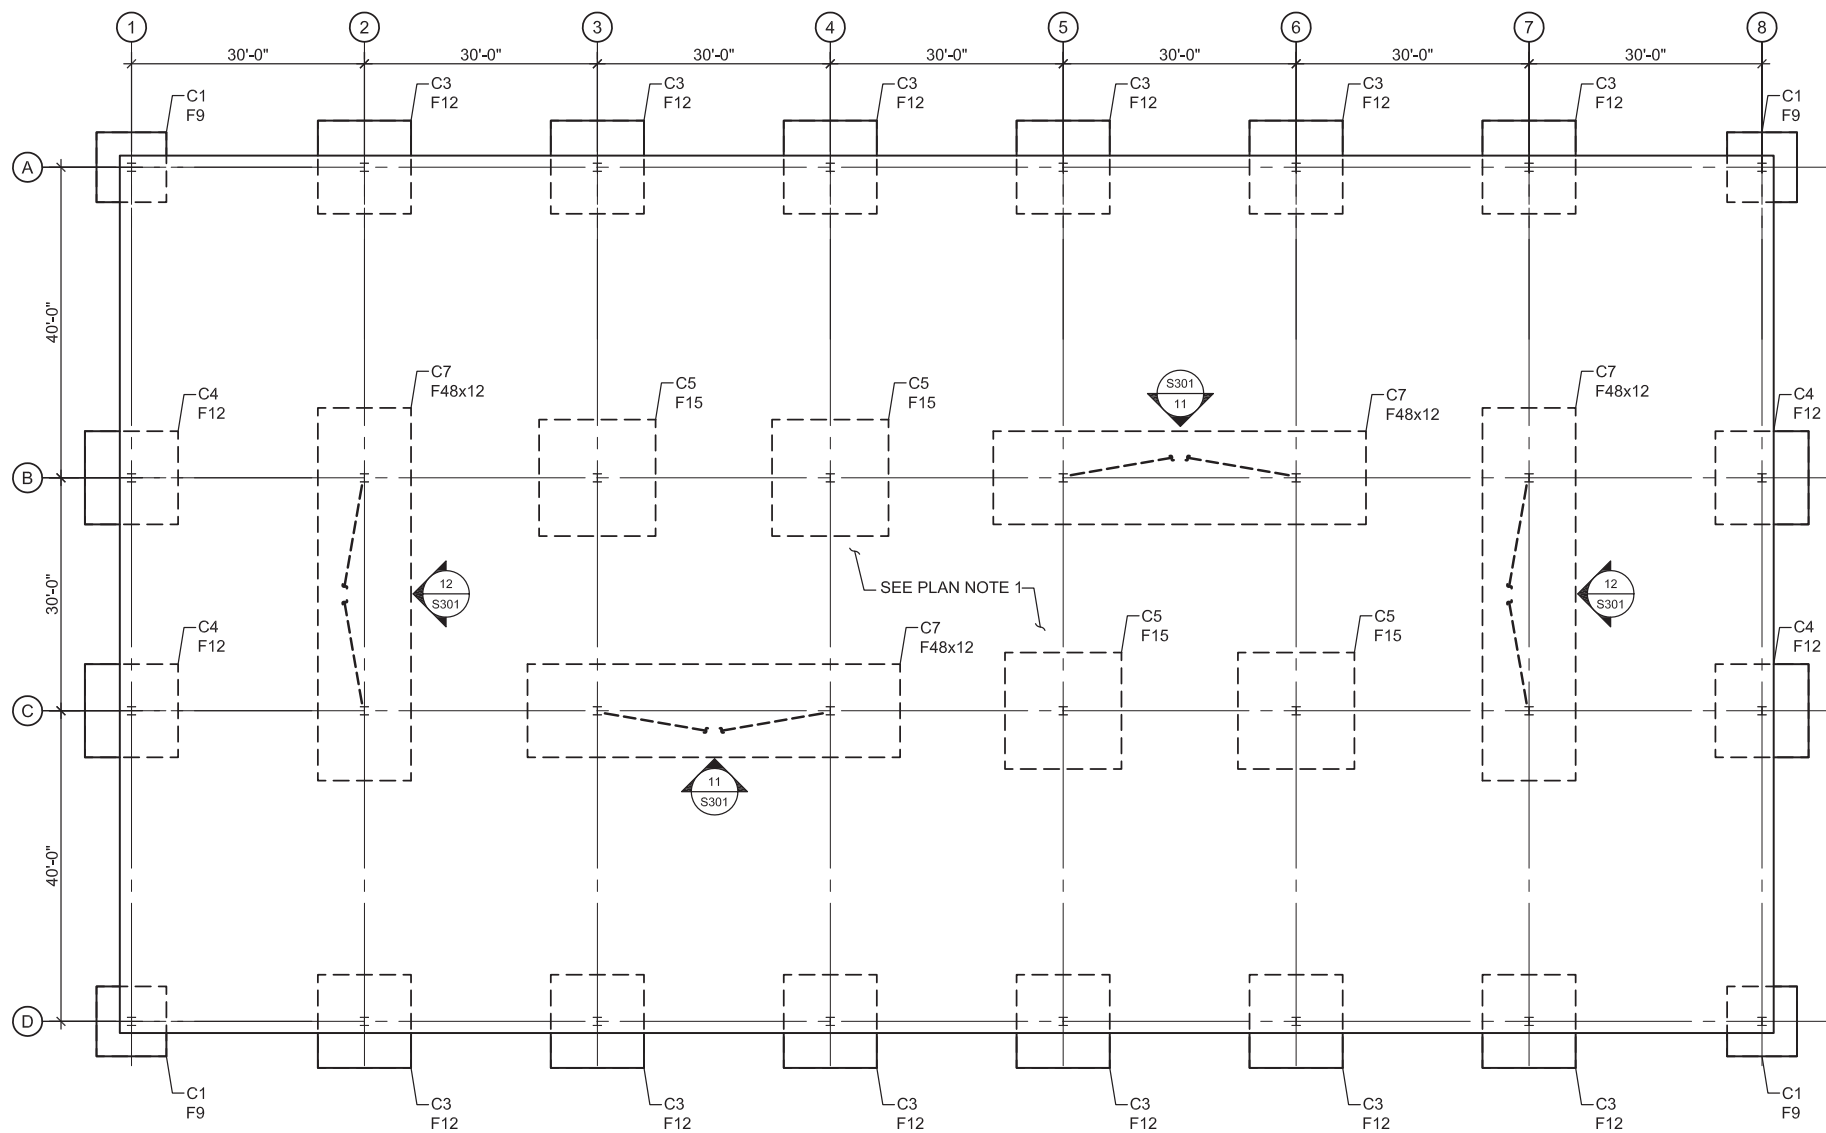 1 2 3 4 5 6 7 8
30'-0" 30'-0" 30'-0" 30'-0" 30'-0" 30'-0" 30'-0"
C1 C3 C3 C3 C3 C3 C3 C1
F9 F12 F12 F12 F12 F12 F12 F9
A
40'-0"
C4 C7 C5 C5 S301 C7 C7 C4
F12 F48x12 F15 F15 11 F48x12 F48x12 F12
B
30'-0"
12 SEE PLAN NOTE 1 12
S301 S301
C4 C7 C5 C5 C4
F12 F48x12 F15 F15 F12
C
11
S301
40'-0"
D
C1 C3 C3 C3 C3 C3 C3 C1
F9 F12 F12 F12 F12 F12 F12 F9